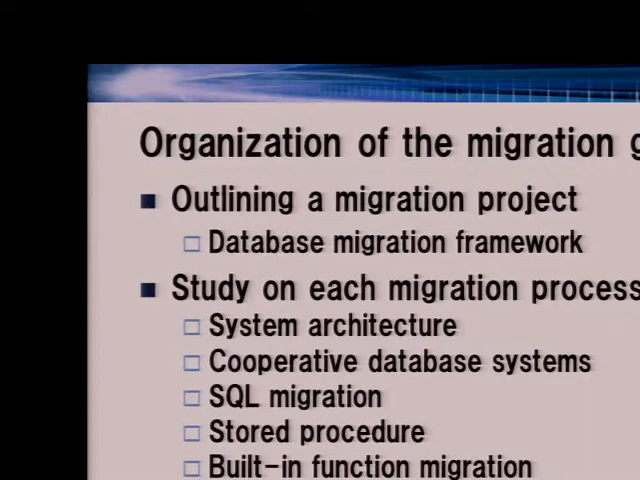 Organization of the migration
Outlining a migration project
Database migration framework
Study on each migration process
System architecture
Cooperative database systems
SQL migration
Stored procedure
Built-in function migration